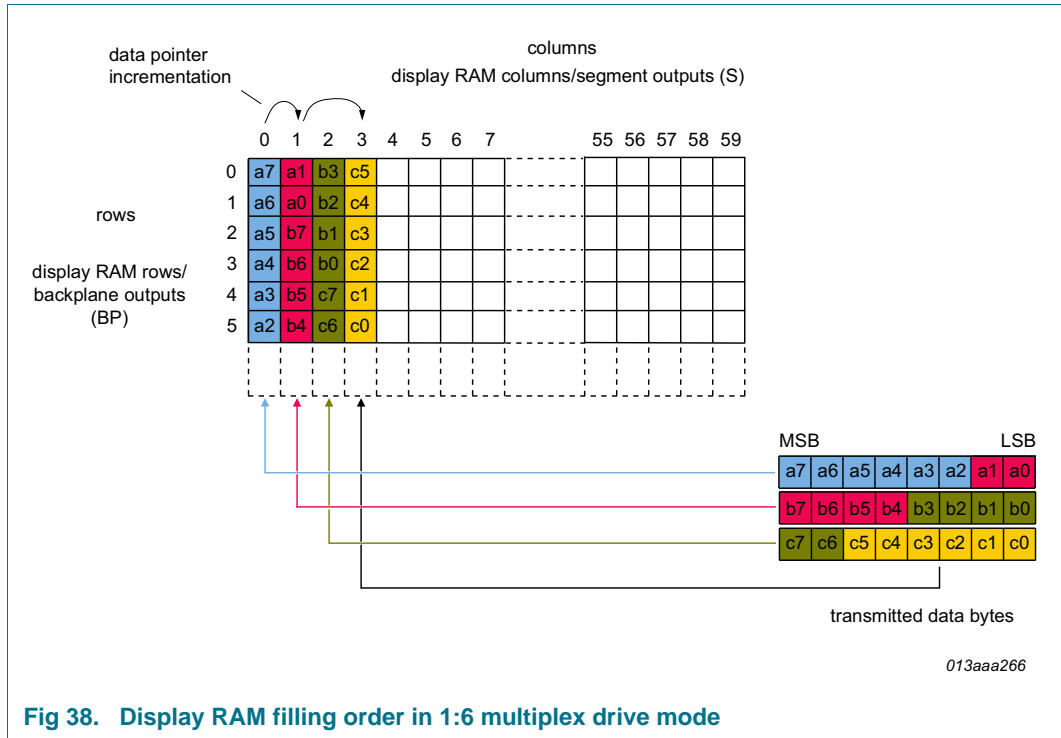 data pointer
incrementation
columns
display RAM columns/segment outputs (S)
0 1 2 3 4 5 6 7 55 56 57 58 59
0 a7 a1 b3 c5
1 a6 a0 b2 c4
rows
2 a5 b7 b1 c3
3 a4 b6 b0 c2
display RAM rows/
backplane outputs
(BP)
4 a3 b5 c7 c1
5 a2 b4 c6 c0
MSB LSB
a7 a6 a5 a4 a3 a2 a1 a0
b7 b6 b5 b4 b3 b2 b1 b0
c7 c6 c5 c4 c3 c2 c1 c0
transmitted data bytes
013aaa266
Fig 38. Display RAM filling order in 1:6 multiplex drive mode